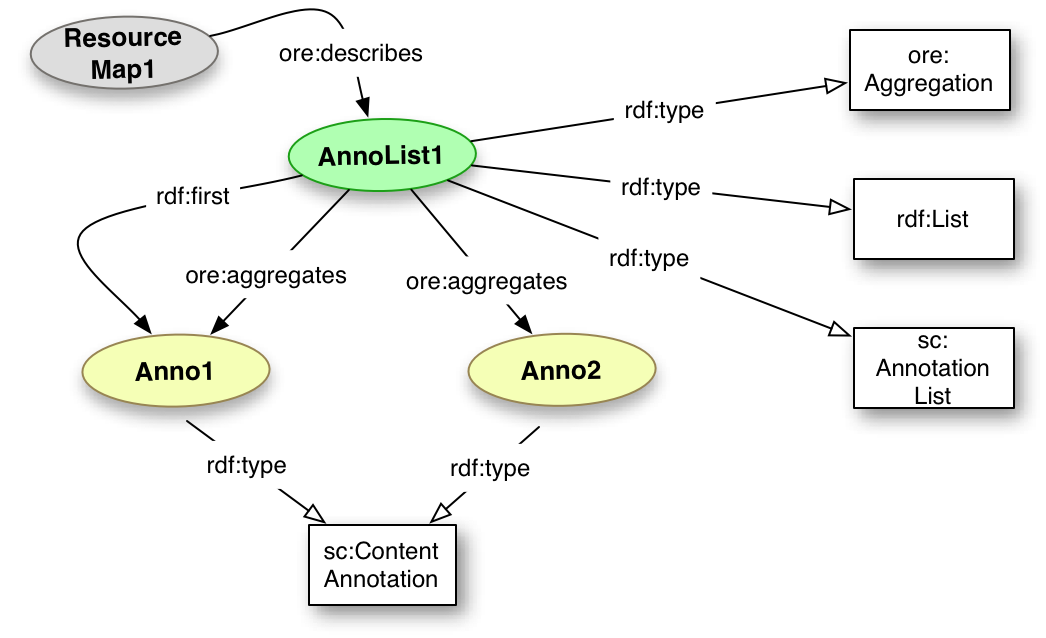 Resource
Map1
ore:describes
ore:
Aggregation
rdf:type
AnnoList1
rdf:first
rdf:type
rdf:List
ore:aggregates
ore:aggregates
rdf:type
sc:
Annotation
List
Anno1
Anno2
rdf:type
rdf:type
sc:Content
Annotation